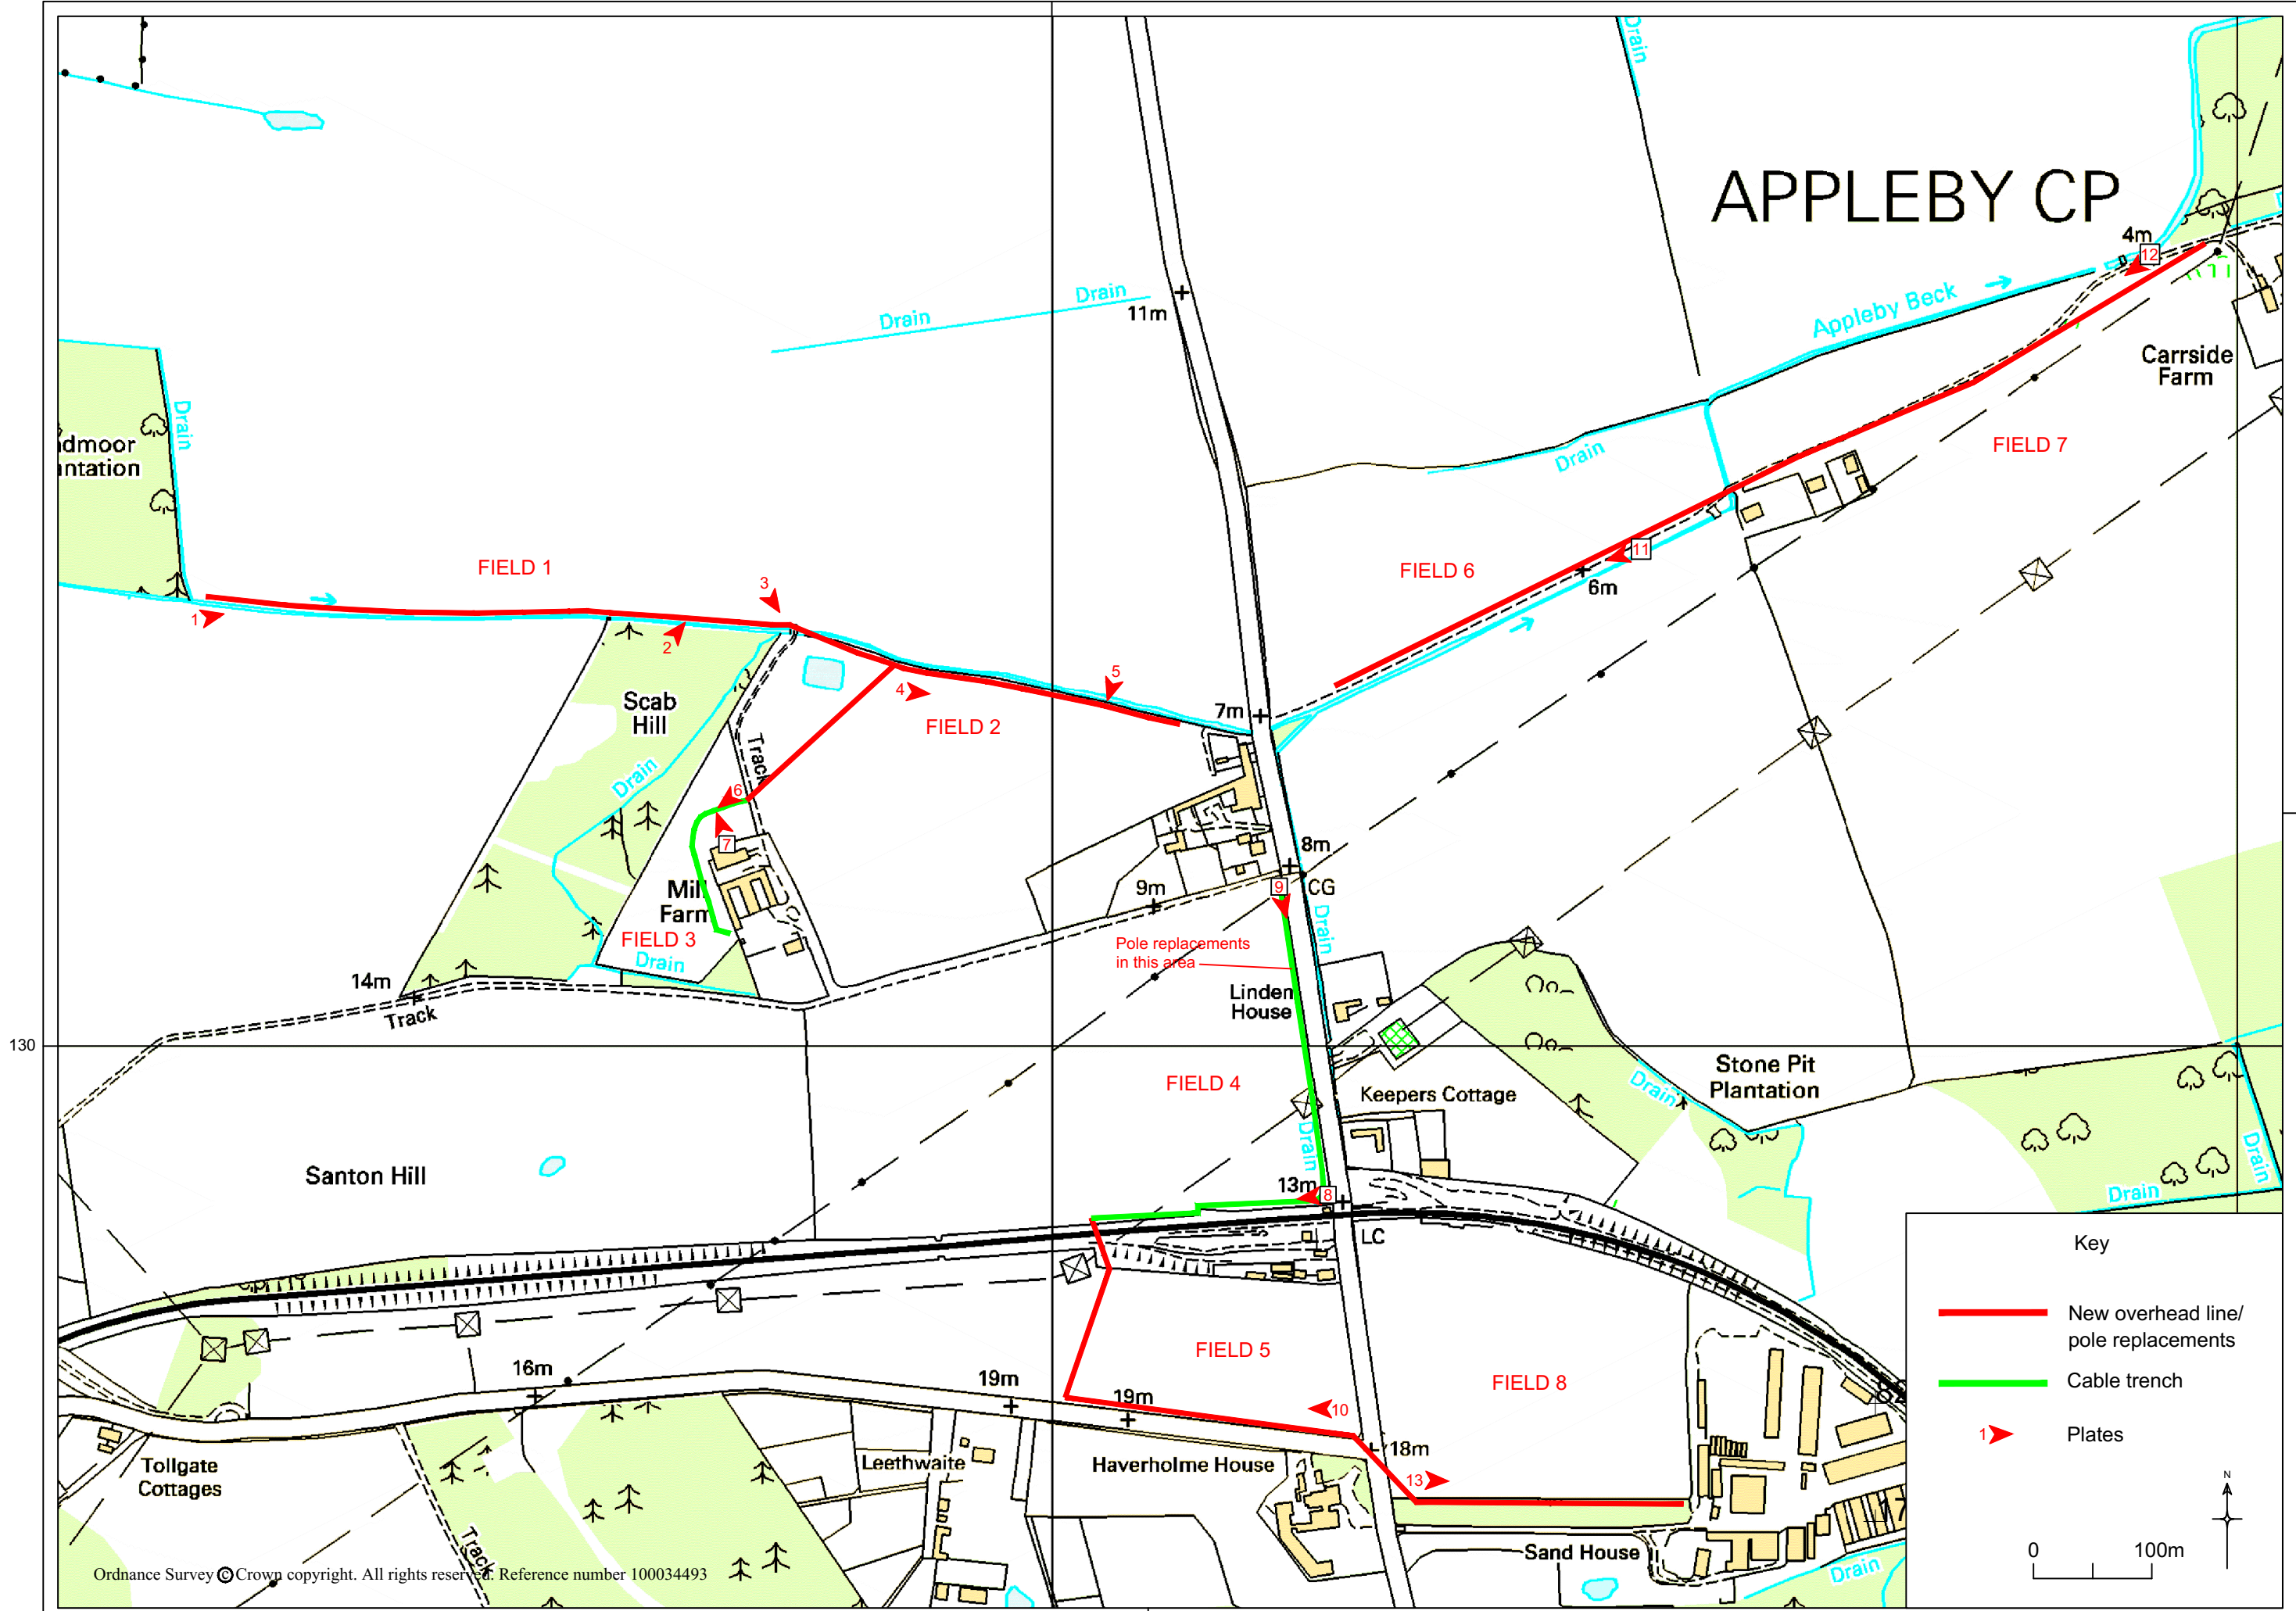 Drain
APPLEBY CP
4m
12
11m
Drain
Drain
Appleby Beck
Carrside
Farm
Drain
dmoor
antation
Drain
FIELD 7
FIELD 1
3
FIELD 6
11
6m
1
2
5
4
Scab
Hill
7m
FIELD 2
Track
Drain
6
7
8m
Mill
Farm
9m
9
CG
FIELD 3
Drain
Drain
Pole replacements
in this area
14m
Track
Linden
House
130
Stone Pit
Plantation
FIELD 4
Keepers Cottage
Drain
Drain
Drain
Santon Hill
13m
8
Drain
LC
Key
New overhead line/
pole replacements
FIELD 5
16m
19m
19m
FIELD 8
Cable trench
10
1
Plates
18m
Tollgate
Cottages
Leethwaite
Haverholme House
13
N
17
Track
Sand House
0 100m
Drain
Ordnance Survey © Crown copyright. All rights reserved. Reference number 100034493